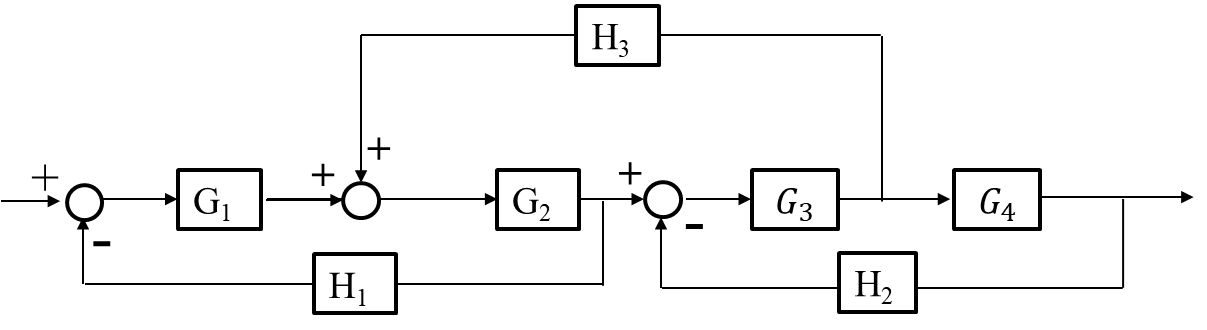 H₃
+
+ + +
G₁ G₂ G₃ G₄
- -
H₁ H₂